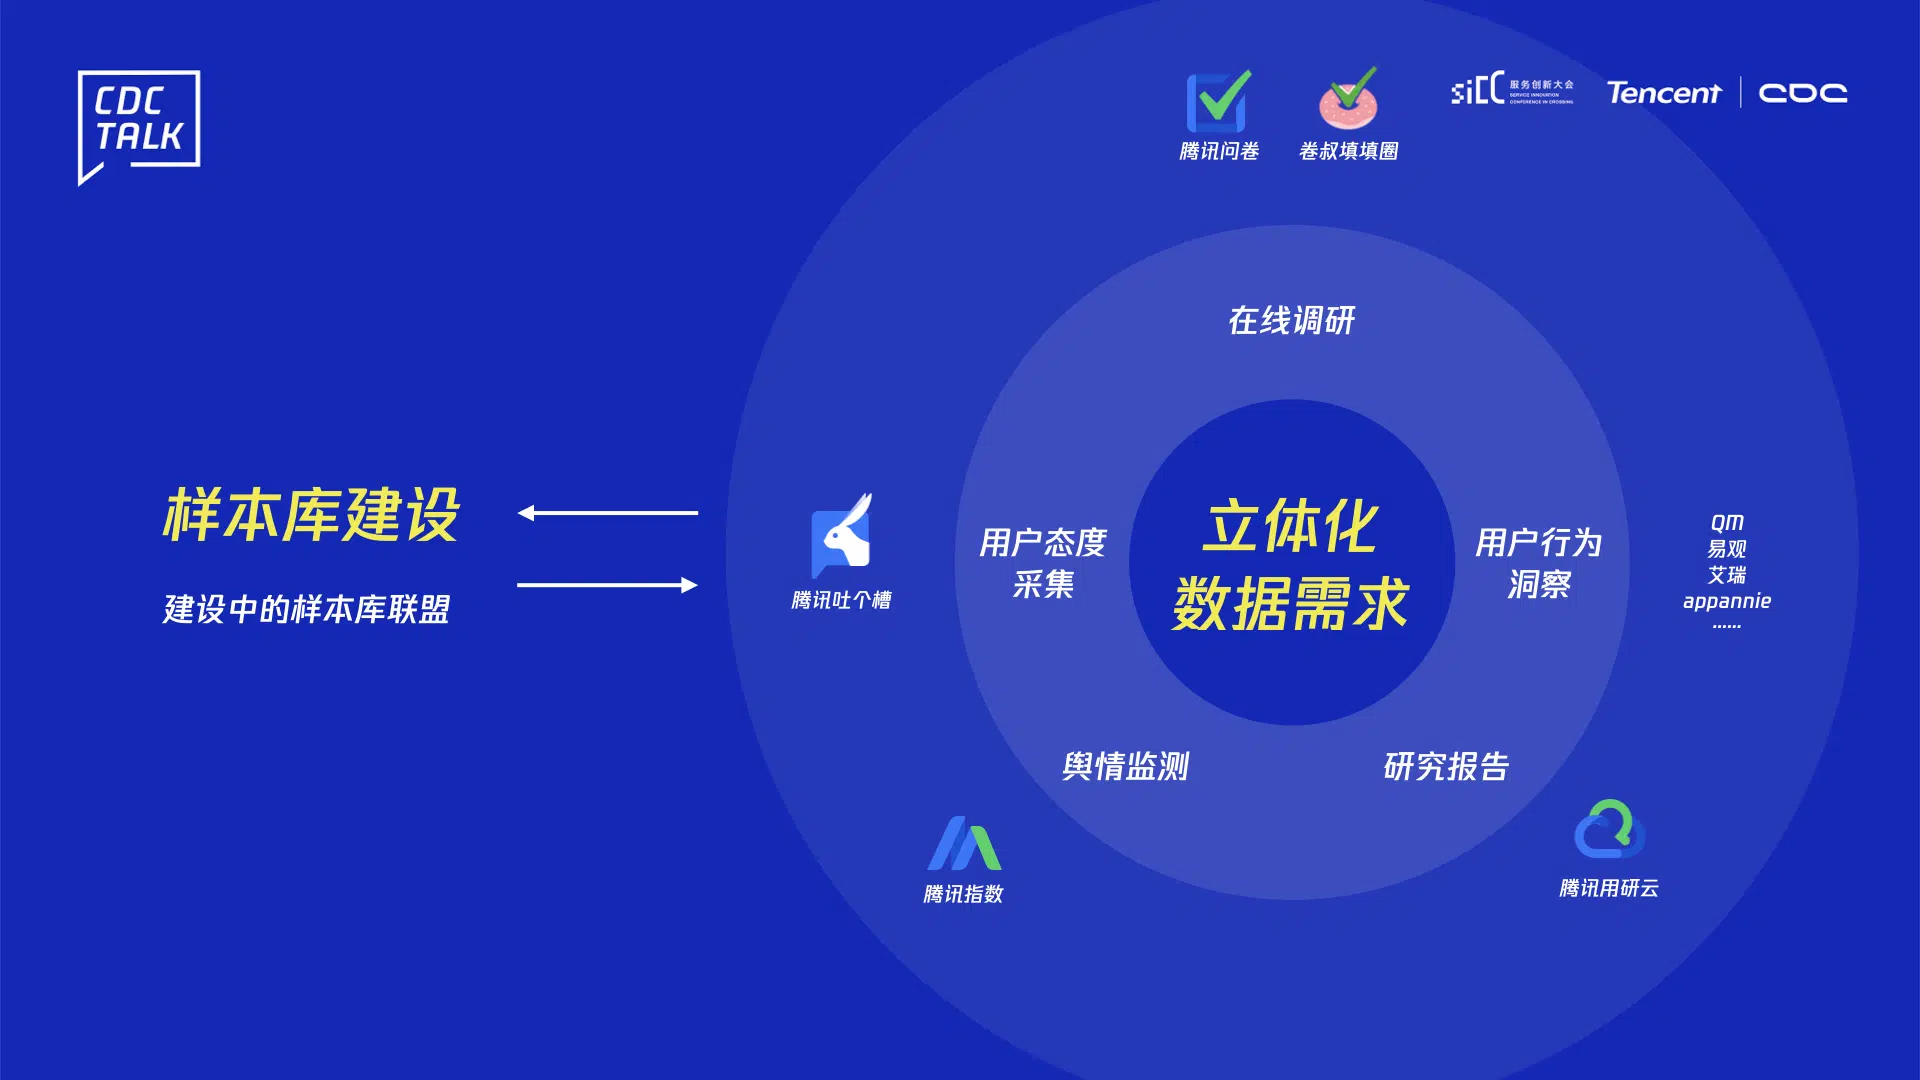 CDC
TALK
腾讯问卷
卷叔填填圈
SiCC
服务创新大会
SERVICE INNOVATION
CONFERENCE IN CROSSING
Tencent
CDC
在线调研
样本库建设
建设中的样本库联盟
腾讯吐个槽
用户态度
采集
立体化
数据需求
用户行为
洞察
QM
易观
艾瑞
appannie
……
舆情监测
研究报告
腾讯指数
腾讯用研云